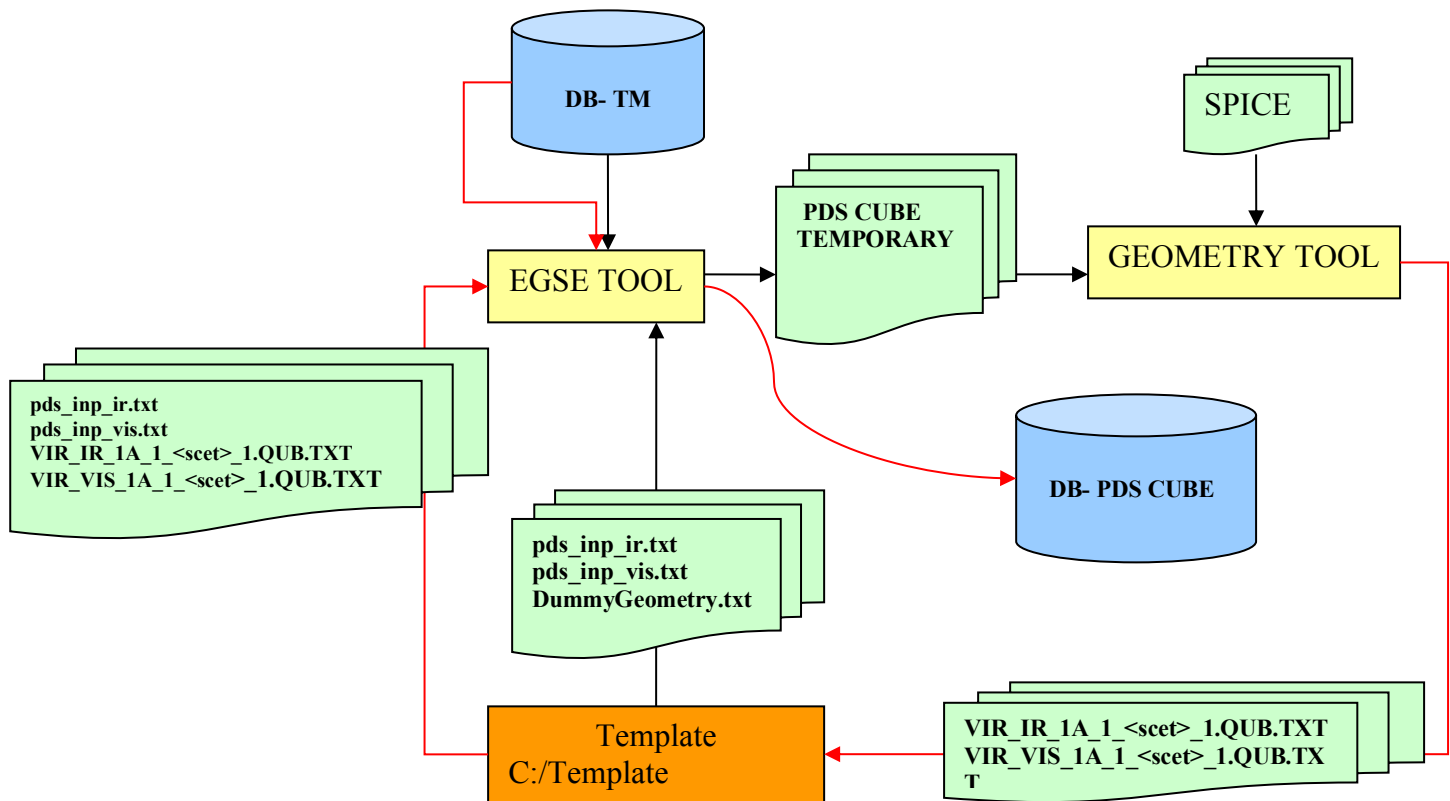 DB- TM
SPICE
PDS CUBE
TEMPORARY
EGSE TOOL
GEOMETRY TOOL
pds_inp_ir.txt
pds_inp_vis.txt
VIR_IR_1A_1_<scet>_1.QUB.TXT
VIR_VIS_1A_1_<scet>_1.QUB.TXT
DB- PDS CUBE
pds_inp_ir.txt
pds_inp_vis.txt
DummyGeometry.txt
Template
C:/Template
VIR_IR_1A_1_<scet>_1.QUB.TXT
VIR_VIS_1A_1_<scet>_1.QUB.TX
T